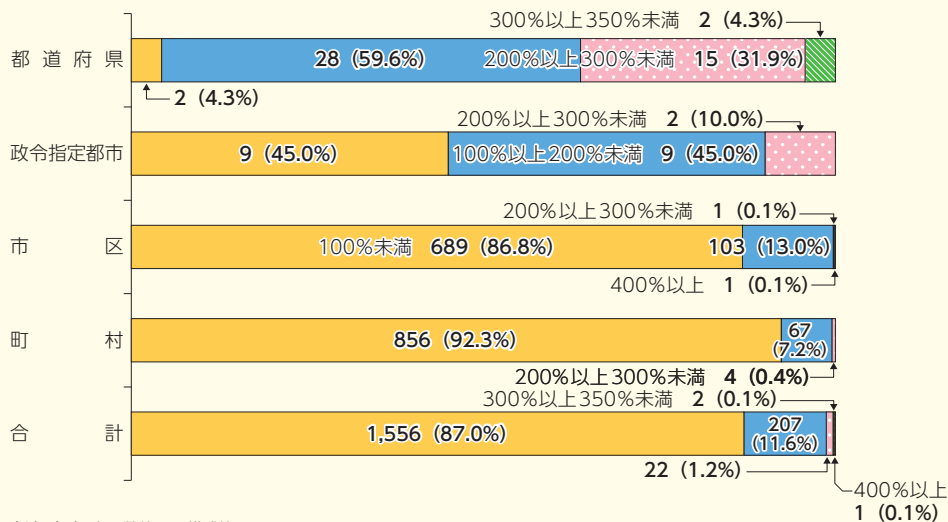 300%以上350%未満 2（4.3%）
都道府県 28（59.6%） 200%以上300%未満 15（31.9%）
2（4.3%）
200%以上300%未満 2（10.0%）
政令指定都市 9（45.0%） 100%以上200%未満 9（45.0%）
200%以上300%未満 1（0.1%）
市区 100%未満 689（86.8%） 103（13.0%）
400%以上 1（0.1%）
町村 856（92.3%） 67
（7.2%）
200%以上300%未満 4（0.4%）
300%以上350%未満 2（0.1%）
合計 1,556（87.0%） 207
（11.6%）
22（1.2%）
400%以上
1（0.1%）